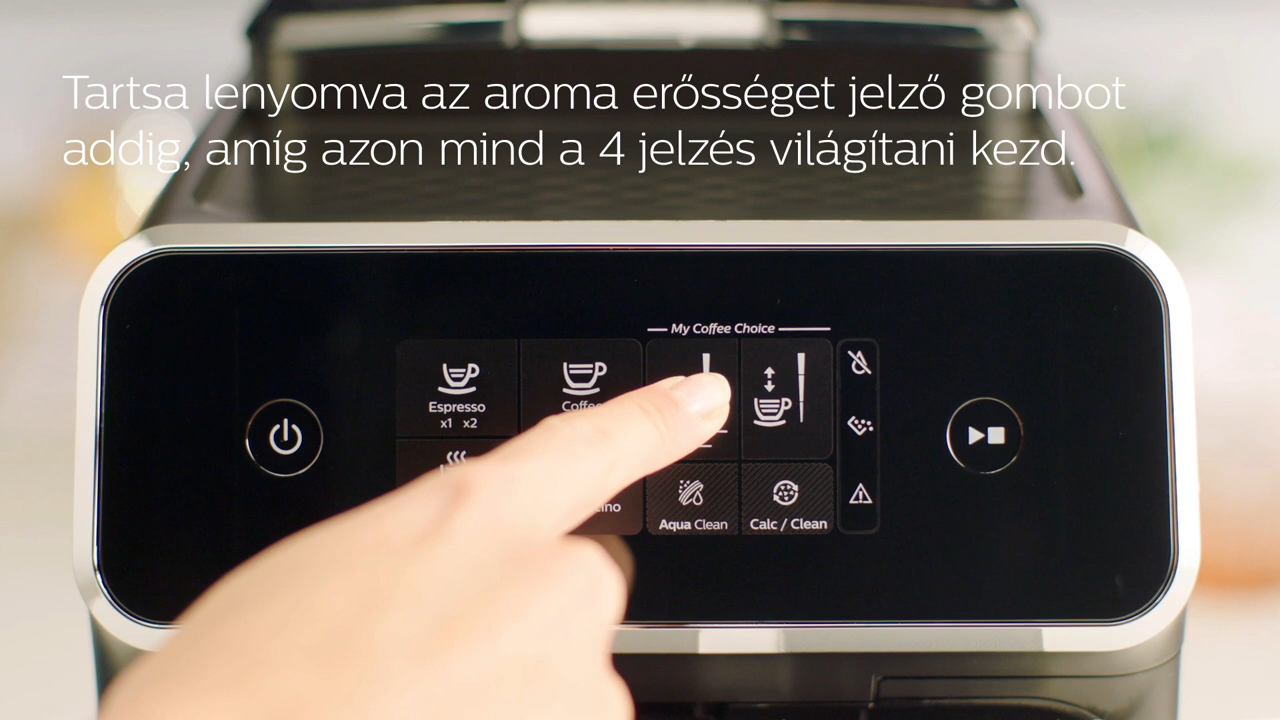 Tartsa lenyomva az aroma erősséget jelző gombot
addig, amíg azon mind a 4 jelzés világítani kezd.
My Coffee Choice
Espresso
x1 x2
Aqua Clean
Calc / Clean